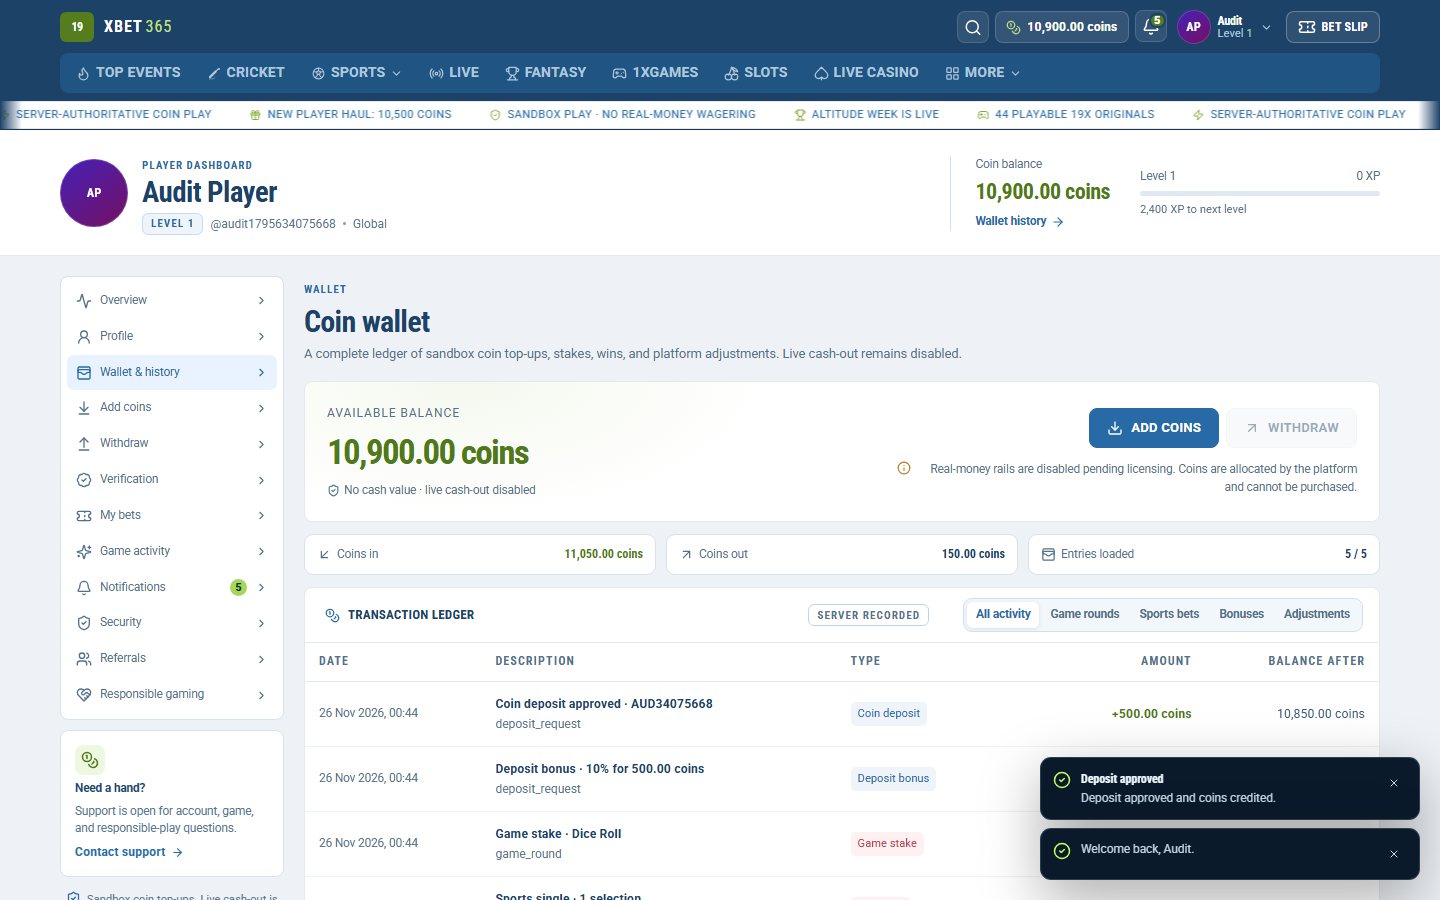 19 XBET 365
10,900.00 coins
5
AP
Audit
Level 1
BET SLIP
TOP EVENTS
CRICKET
SPORTS
LIVE
FANTASY
1XGAMES
SLOTS
LIVE CASINO
MORE
SERVER-AUTHORITATIVE COIN PLAY
NEW PLAYER HAUL: 10,500 COINS
SANDBOX PLAY · NO REAL-MONEY WAGERING
ALTITUDE WEEK IS LIVE
44 PLAYABLE 19X ORIGINALS
SERVER-AUTHORITATIVE COIN PLAY
AP
PLAYER DASHBOARD
Audit Player
LEVEL 1 @audit1795634075668 • Global
Coin balance
10,900.00 coins
Wallet history
Level 1 0 XP
2,400 XP to next level
Overview
Profile
Wallet & history
Add coins
Withdraw
Verification
My bets
Game activity
Notifications 5
Security
Referrals
Responsible gaming
Need a hand?
Support is open for account, game,
and responsible-play questions.
Contact support
Sandbox coin top-ups. Live cash-out is
WALLET
Coin wallet
A complete ledger of sandbox coin top-ups, stakes, wins, and platform adjustments. Live cash-out remains disabled.
AVAILABLE BALANCE
10,900.00 coins
No cash value · live cash-out disabled
ADD COINS
WITHDRAW
Real-money rails are disabled pending licensing. Coins are allocated by the platform
and cannot be purchased.
Coins in 11,050.00 coins
Coins out 150.00 coins
Entries loaded 5 / 5
TRANSACTION LEDGER
SERVER RECORDED
All activity Game rounds Sports bets Bonuses Adjustments
DATE DESCRIPTION TYPE AMOUNT BALANCE AFTER
26 Nov 2026, 00:44 Coin deposit approved · AUD34075668 Coin deposit +500.00 coins 10,850.00 coins
deposit_request
26 Nov 2026, 00:44 Deposit bonus · 10% for 500.00 coins Deposit bonus
deposit_request
26 Nov 2026, 00:44 Game stake · Dice Roll Game stake
game_round
Sports single · 1 selection
Deposit approved
Deposit approved and coins credited.
Welcome back, Audit.